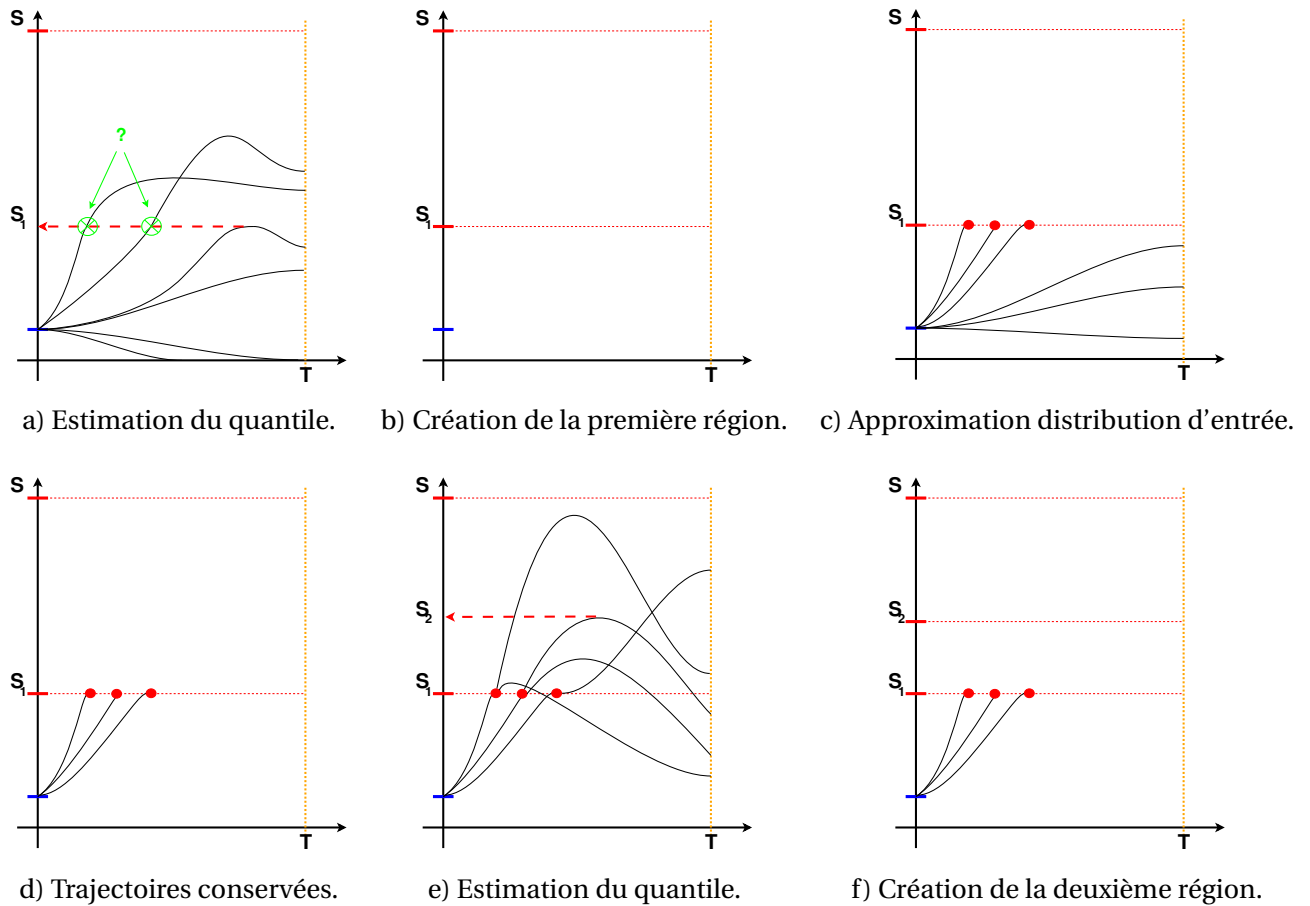 S S S
?
S1 S1 S1
T T T
a) Estimation du quantile. b) Création de la première région. c) Approximation distribution d'entrée.
S S S
S2 S2
S1 S1 S1
T T T
d) Trajectoires conservées. e) Estimation du quantile. f) Création de la deuxième région.